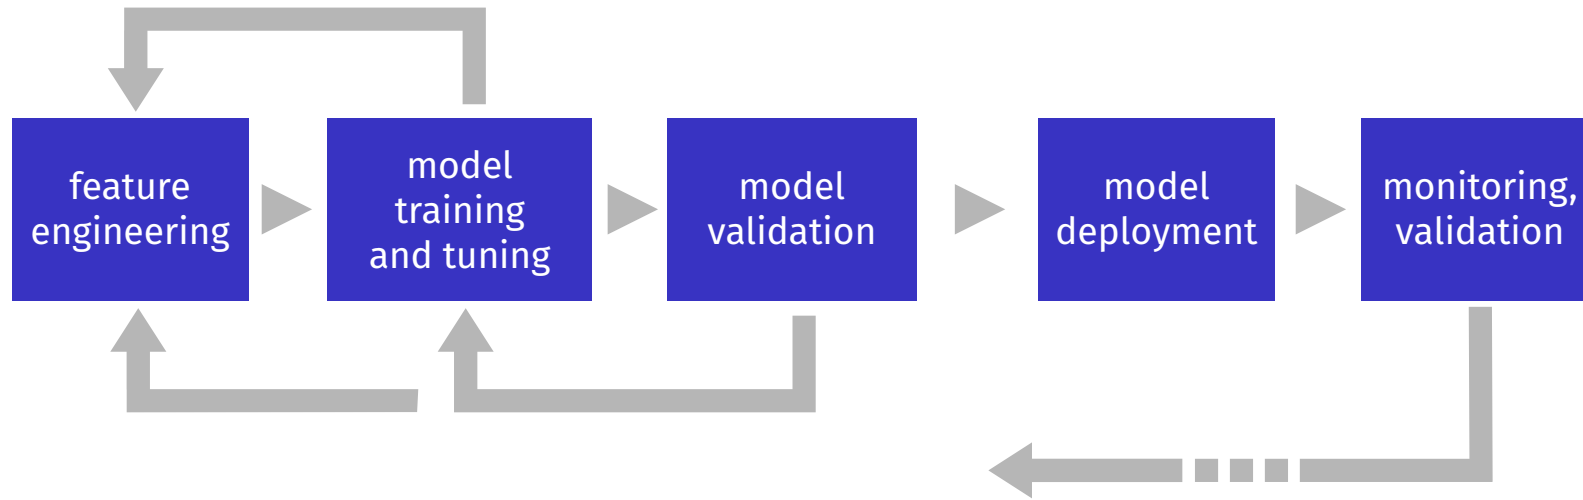 feature
engineering
model
training
and tuning
model
validation
model
deployment
monitoring,
validation